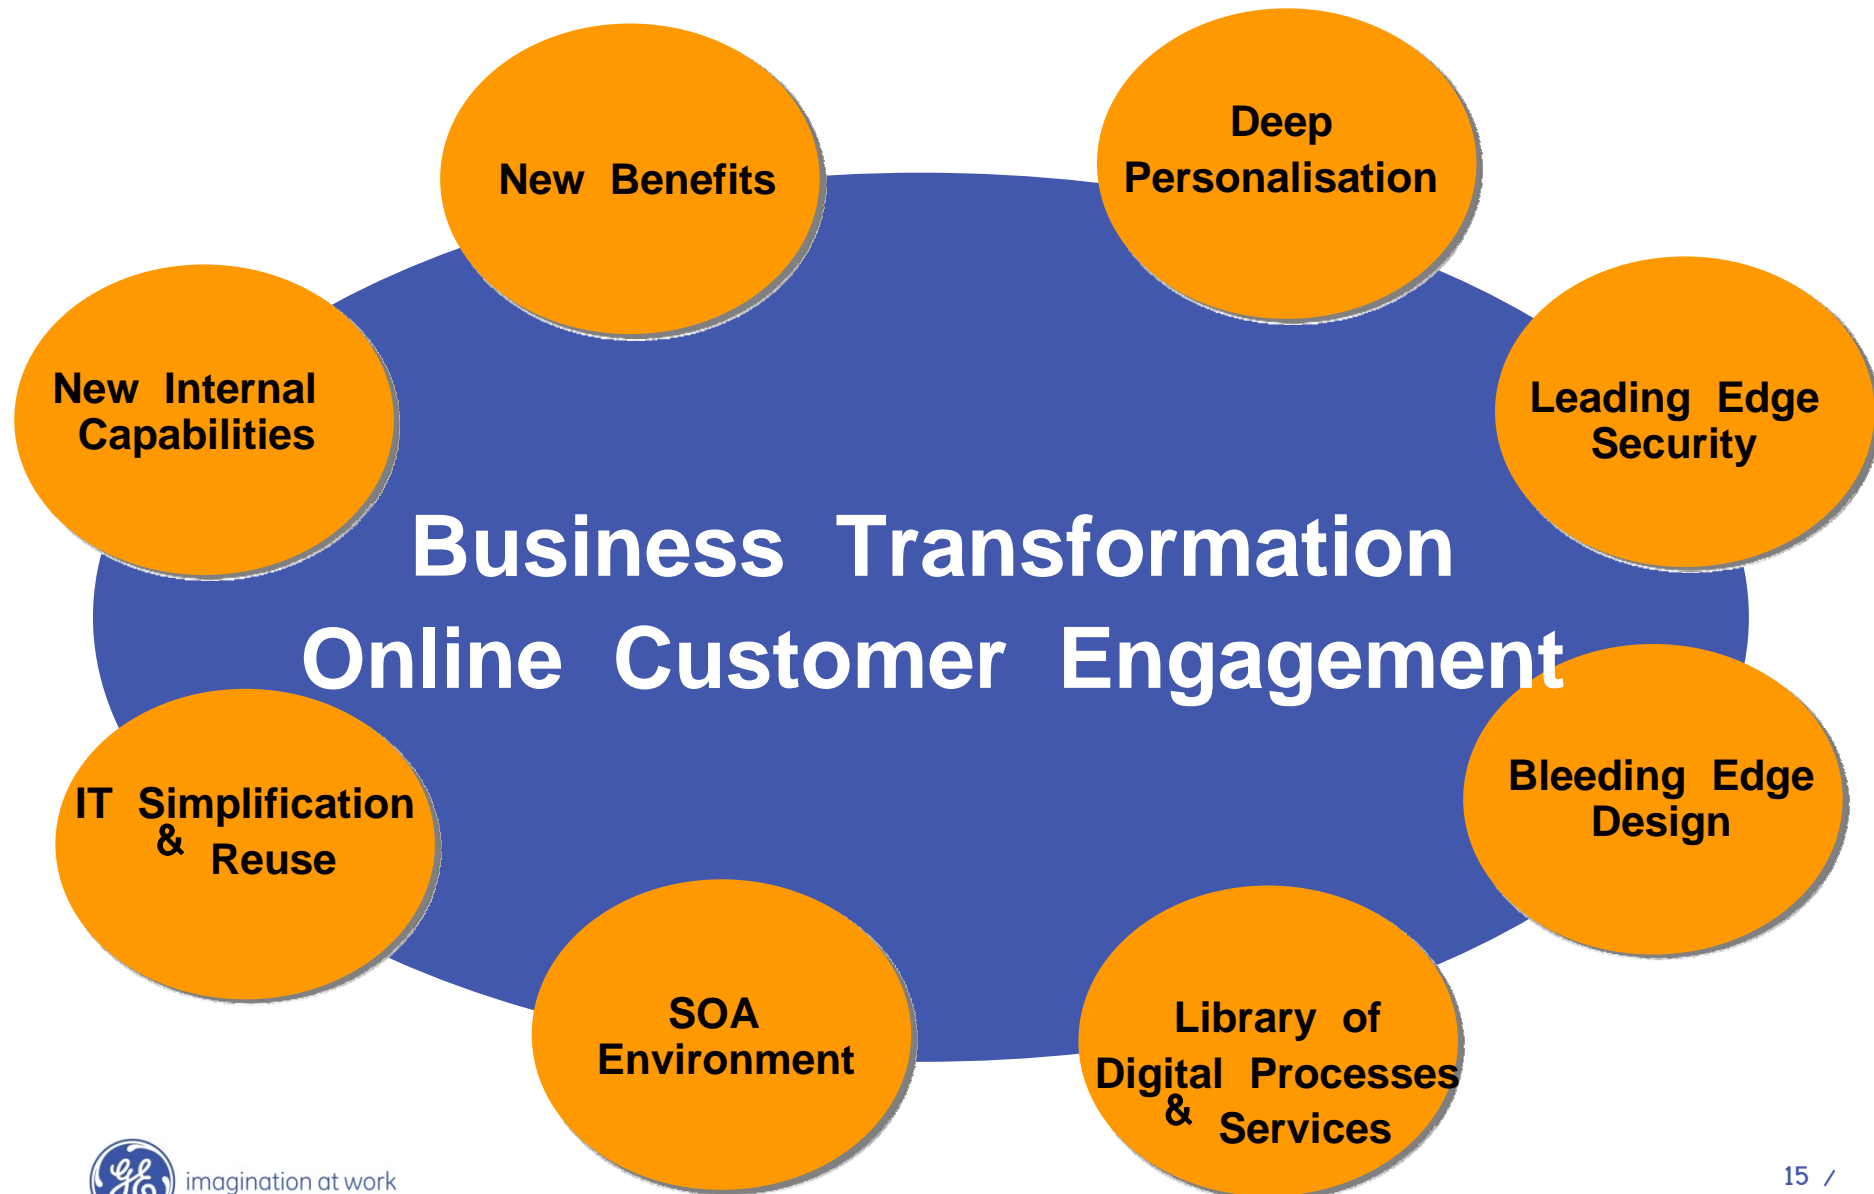 New Benefits
Deep
Personalisation
New Internal
Capabilities
Leading Edge
Security
Business Transformation
Online Customer Engagement
IT Simplification
& Reuse
Bleeding Edge
Design
SOA
Environment
Library of
Digital Processes
& Services
GE imagination at work
15 /